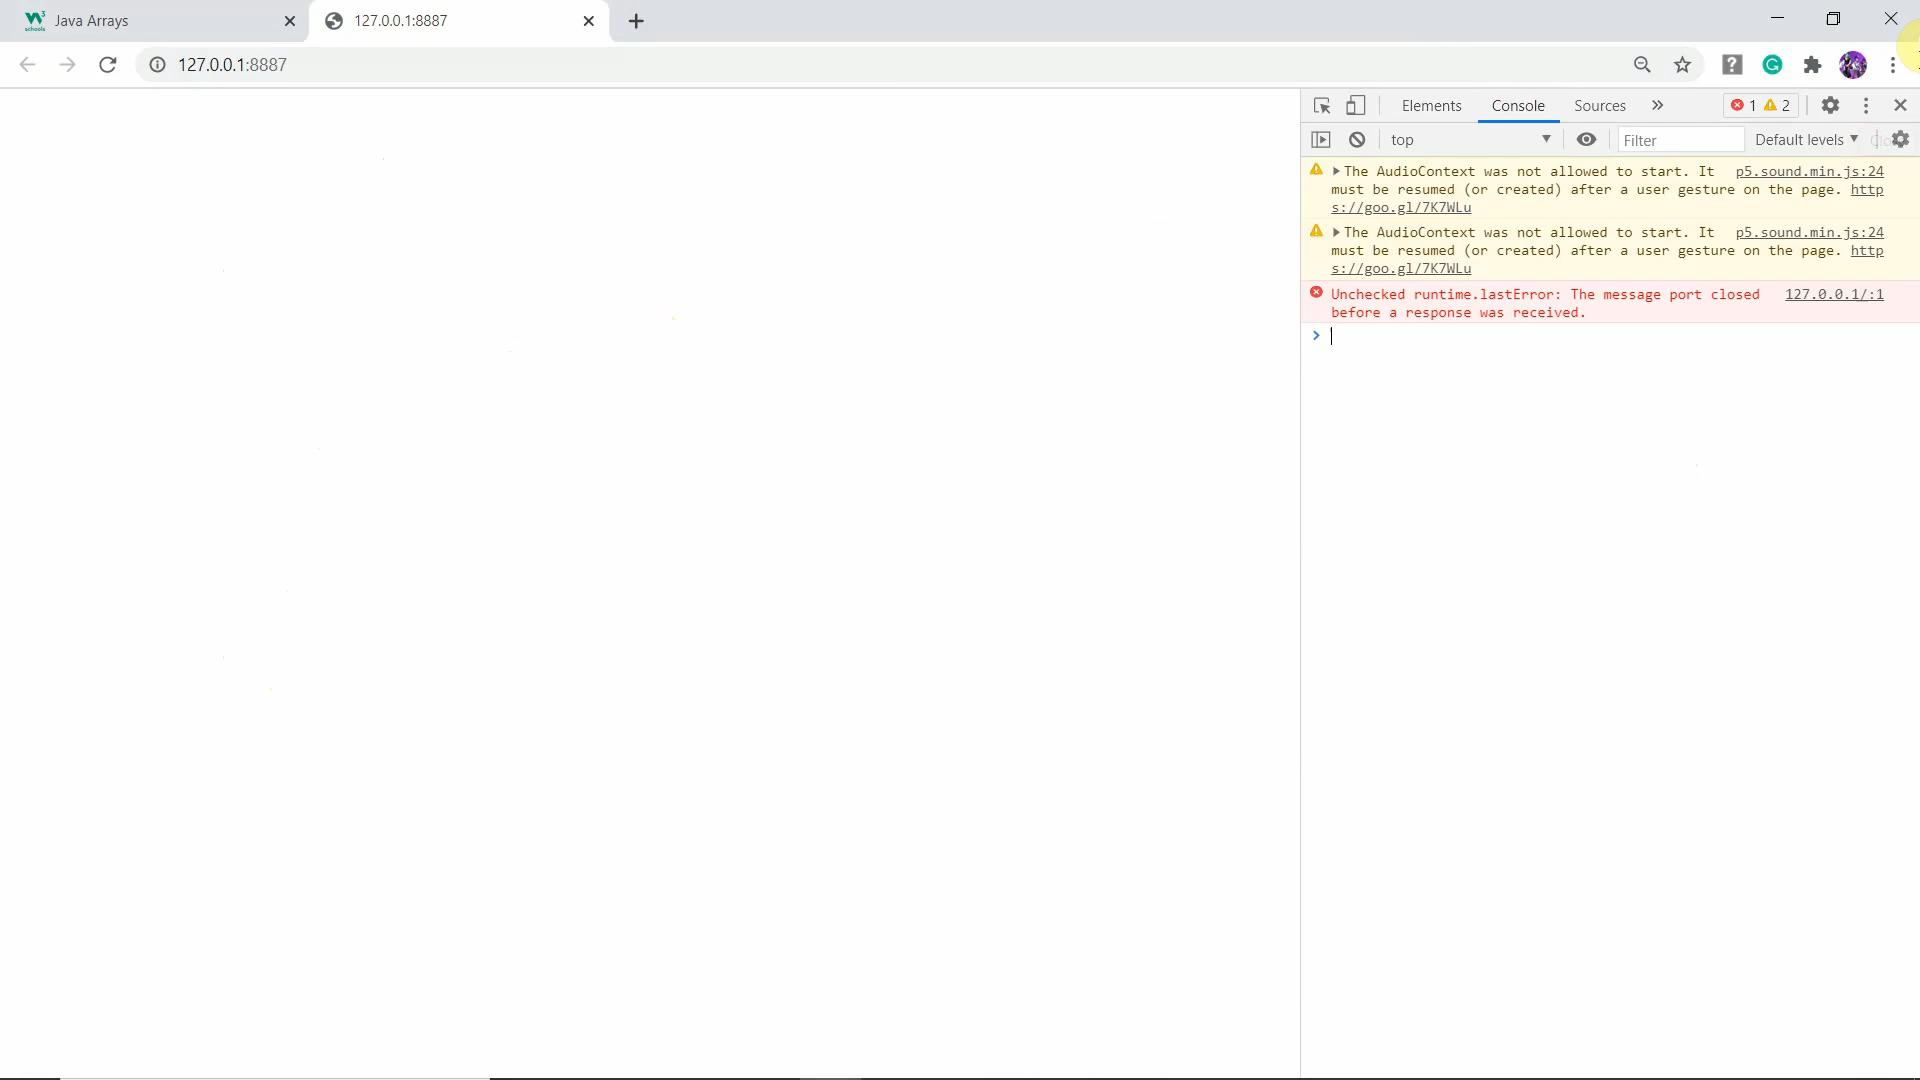 W3 schools Java Arrays
127.0.0.1:8887
127.0.0.1:8887
Elements Console Sources 1 2
top Filter Default levels
The AudioContext was not allowed to start. It p5.sound.min.js:24
must be resumed (or created) after a user gesture on the page. http
s://goo.gl/7K7WLu
The AudioContext was not allowed to start. It p5.sound.min.js:24
must be resumed (or created) after a user gesture on the page. http
s://goo.gl/7K7WLu
Unchecked runtime.lastError: The message port closed 127.0.0.1/:1
before a response was received.